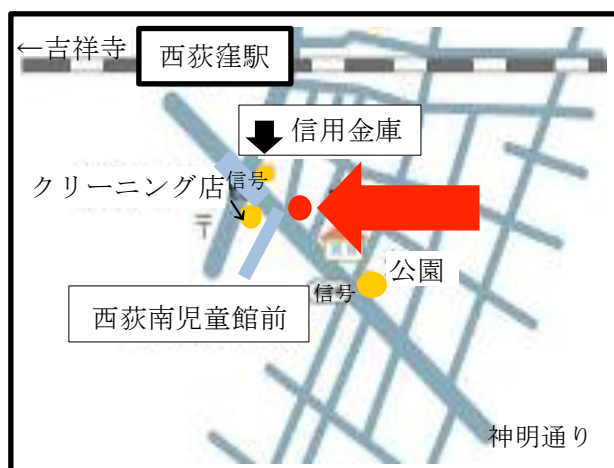 ←吉祥寺
西荻窪駅
信用金庫
クリーニング店
信号
〒
公園
信号
西荻南児童館前
神明通り